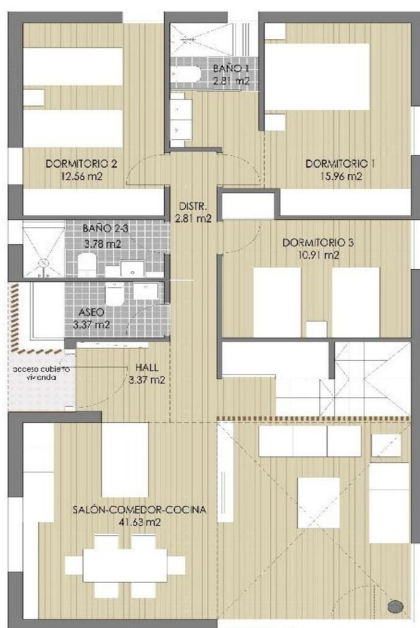 BAÑO 1
2.81 m2
DORMITORIO 2
12.56 m2
DORMITORIO 1
15.96 m2
DISTR.
2.81 m2
BAÑO 2-3
3.78 m2
DORMITORIO 3
10.91 m2
ASEO
3.37 m2
acceso cubierto
vivienda
HALL
3.37 m2
SALÓN-COMEDOR-COCINA
41.63 m2